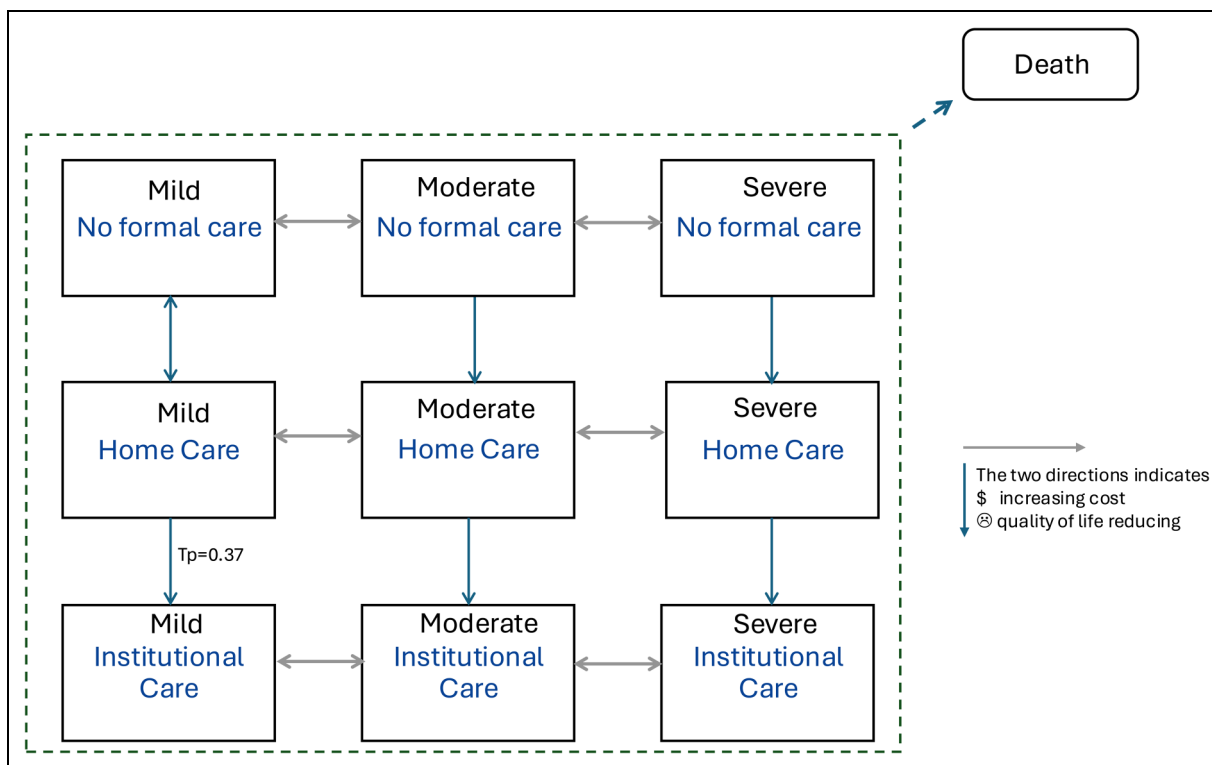 Death
Mild
No formal care
Moderate
No formal care
Severe
No formal care
Mild
Home Care
Moderate
Home Care
Severe
Home Care
The two directions indicates
$ increasing cost
☹ quality of life reducing
Tp=0.37
Mild
Institutional
Care
Moderate
Institutional
Care
Severe
Institutional
Care